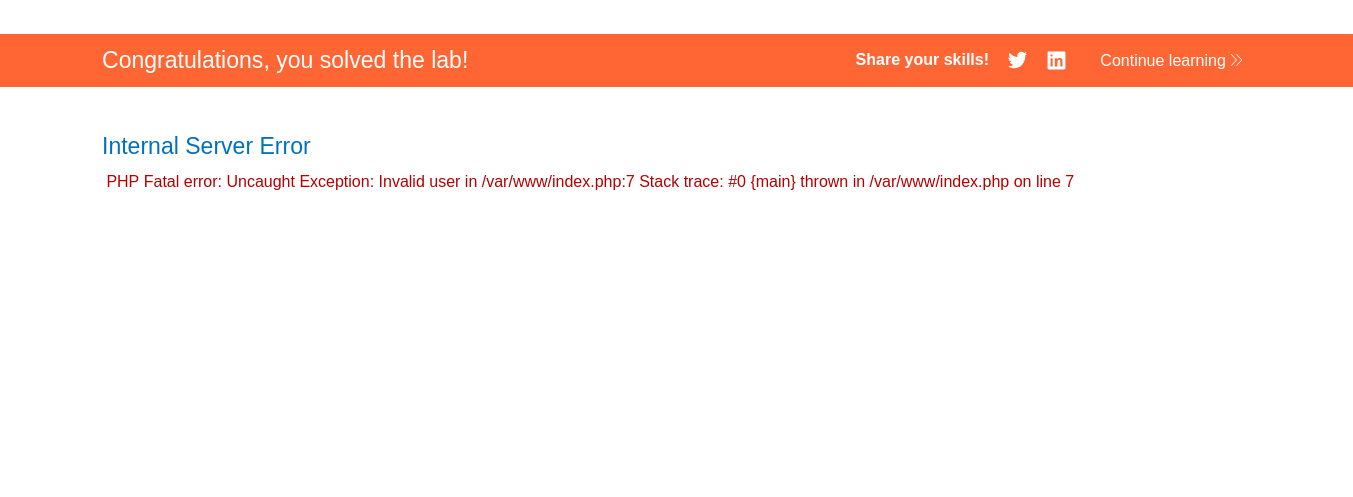 Congratulations, you solved the lab!
Share your skills!
Continue learning
Internal Server Error
PHP Fatal error: Uncaught Exception: Invalid user in /var/www/index.php:7 Stack trace: #0 {main} thrown in /var/www/index.php on line 7